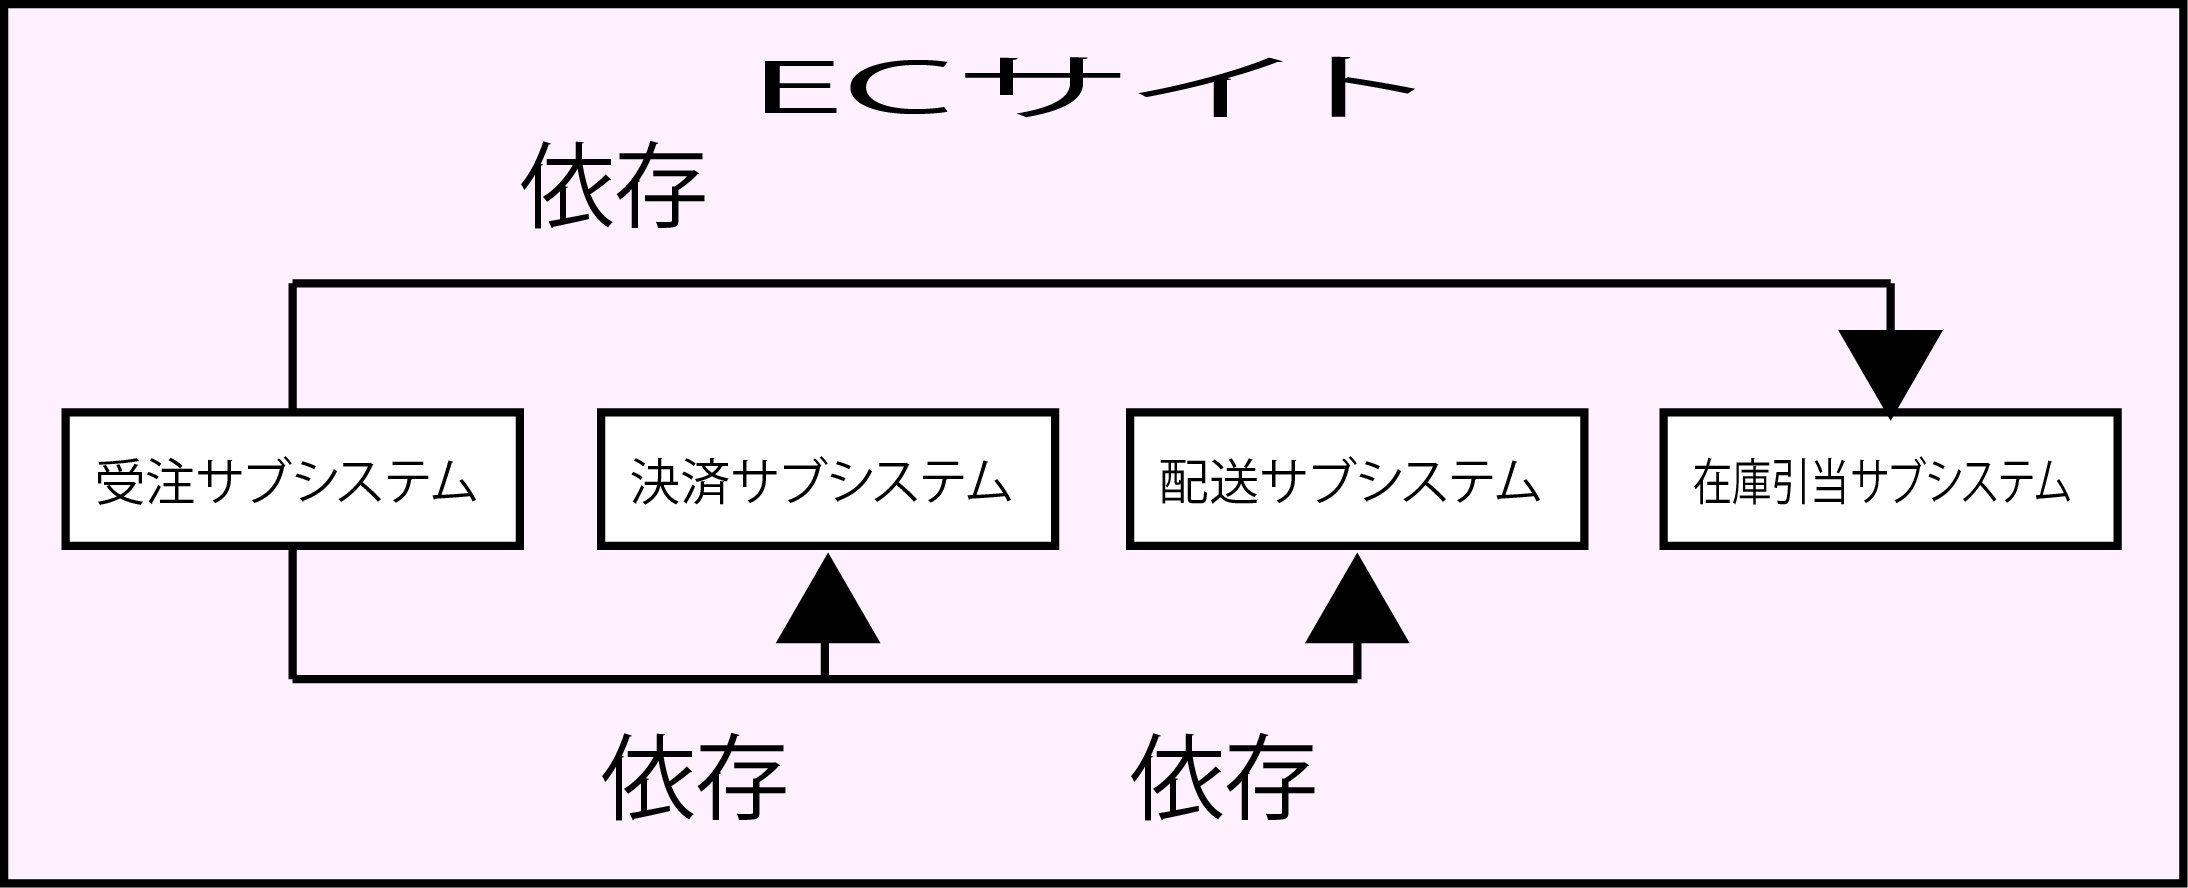 ECサイト
依存
受注サブシステム
決済サブシステム
配送サブシステム
在庫引当サブシステム
依存
依存